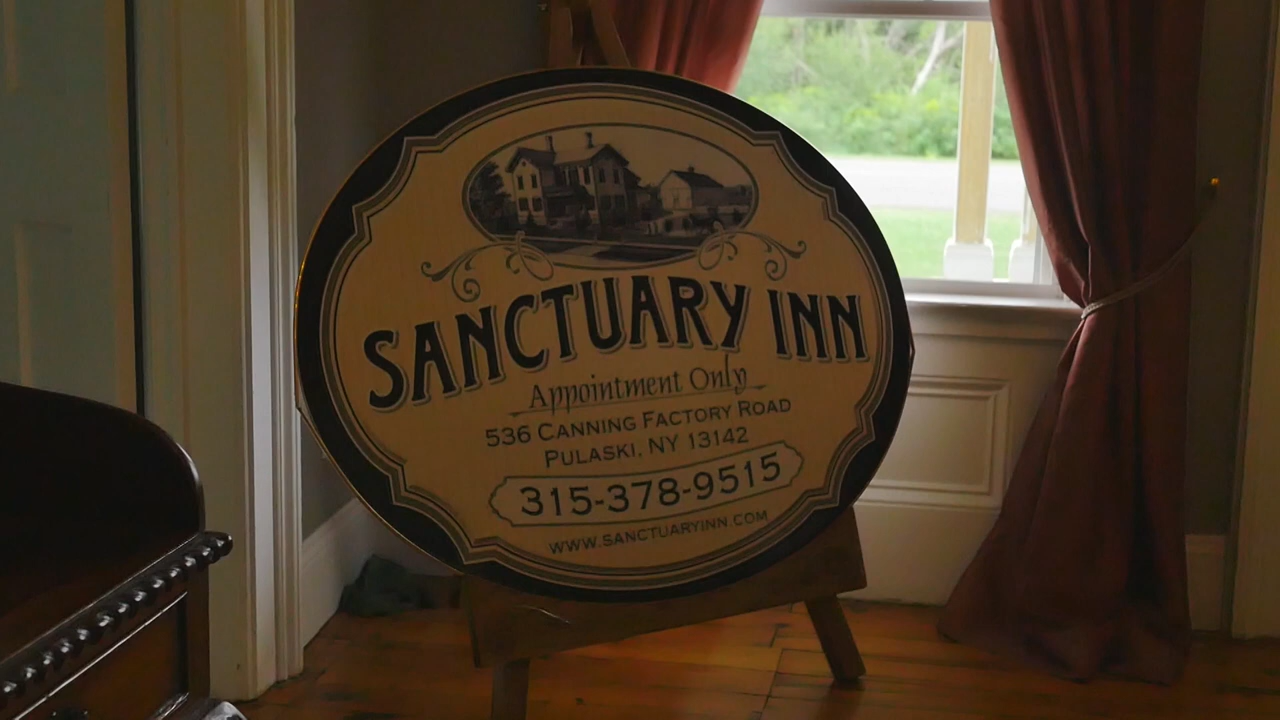 SANCTUARY INN
Appointment Only
536 CANNING FACTORY ROAD
PULASKI, NY 13142
315-378-9515
WWW.SANCTUARYINN.COM